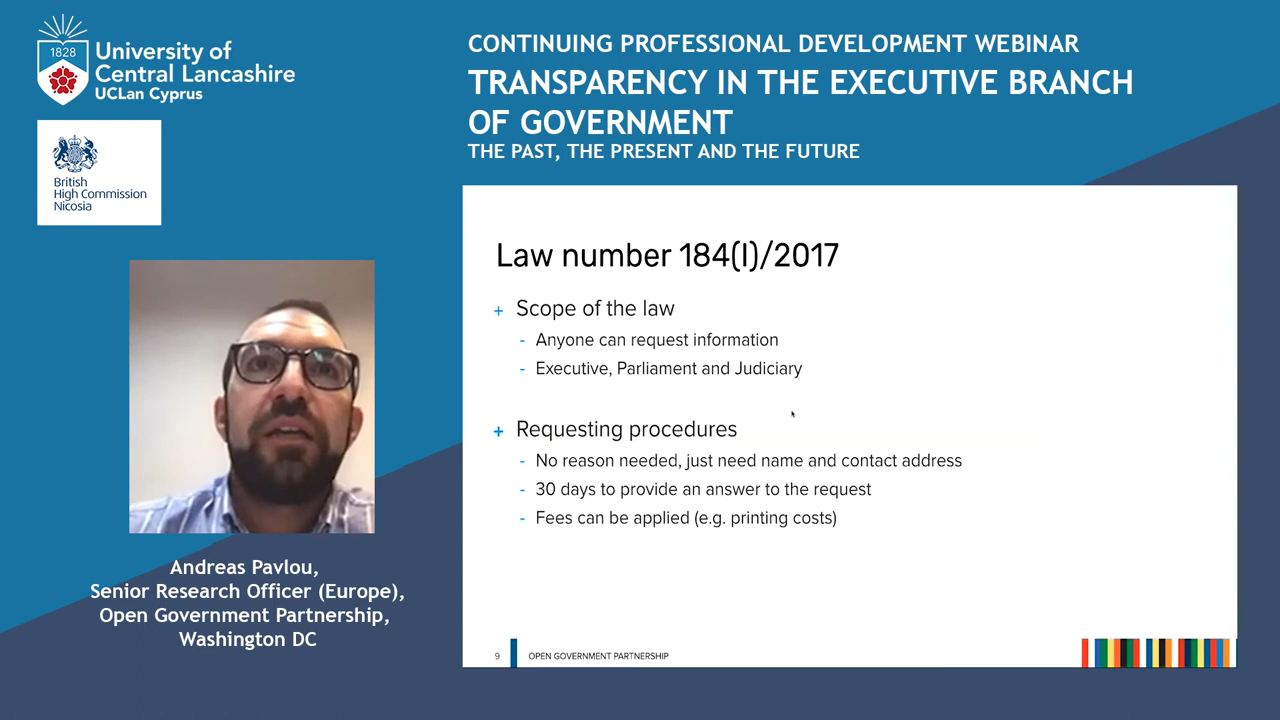 1828
University of
Central Lancashire
UCLan Cyprus
British
High Commission
Nicosia
CONTINUING PROFESSIONAL DEVELOPMENT WEBINAR
TRANSPARENCY IN THE EXECUTIVE BRANCH
OF GOVERNMENT
THE PAST, THE PRESENT AND THE FUTURE
Law number 184(I)/2017
+ Scope of the law
- Anyone can request information
- Executive, Parliament and Judiciary
+ Requesting procedures
- No reason needed, just need name and contact address
- 30 days to provide an answer to the request
- Fees can be applied (e.g. printing costs)
9 OPEN GOVERNMENT PARTNERSHIP
Andreas Pavlou,
Senior Research Officer (Europe),
Open Government Partnership,
Washington DC